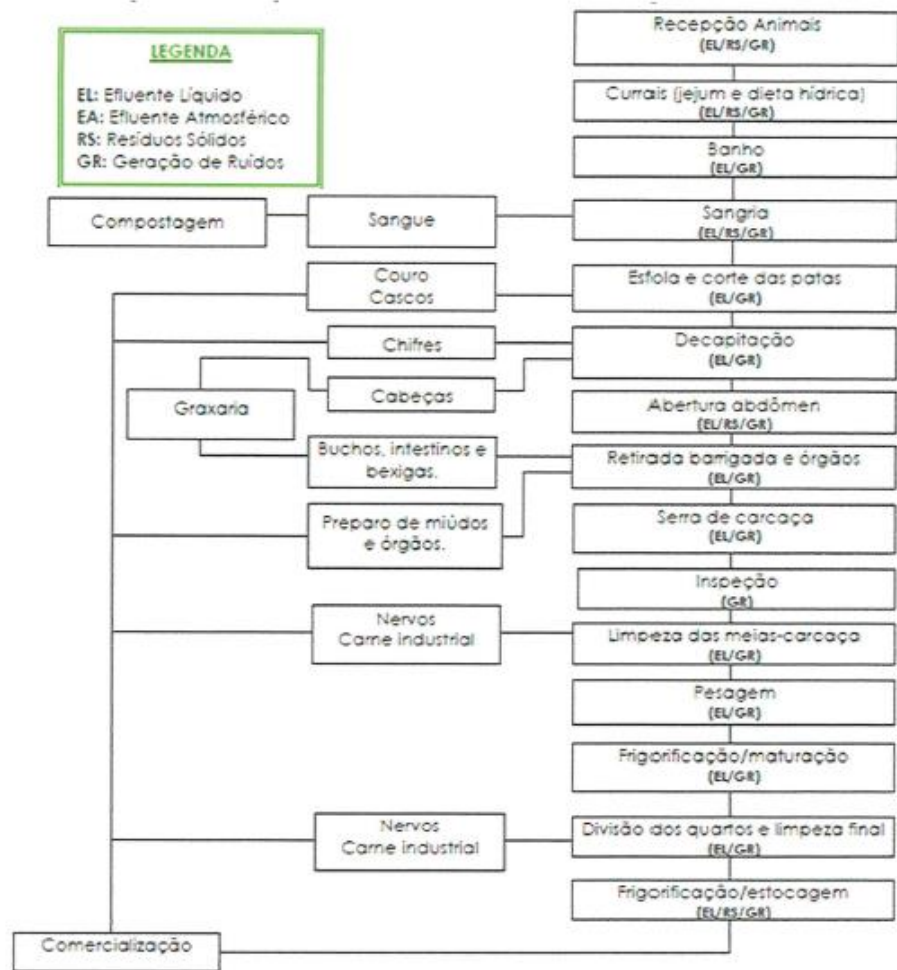 LEGENDA
EL: Efluente Líquido
EA: Efluente Atmosférico
RS: Resíduos Sólidos
GR: Geração de Ruídos
Recepção Animais
(EL/RS/GR)
Currais (jejum e dieta hídrica)
(EL/RS/GR)
Banho
(EL/GR)
Compostagem
Sangue
Sangria
(EL/RS/GR)
Couro
Cascos
Esfola e corte das patas
(EL/GR)
Chifres
Decapitação
(EL/GR)
Cabeças
Graxaria
Abertura abdômen
(EL/RS/GR)
Buchos, intestinos e
bexigas.
Retirada barrigada e órgãos
(EL/GR)
Preparo de miúdos
e órgãos.
Serra de carcaça
(EL/GR)
Inspeção
(GR)
Nervos
Carne industrial
Limpeza das meias-carcaça
(EL/GR)
Pesagem
(EL/GR)
Frigorificação/maturação
(EL/GR)
Nervos
Carne industrial
Divisão dos quartos e limpeza final
(EL/GR)
Frigorificação/estocagem
(EL/RS/GR)
Comercialização